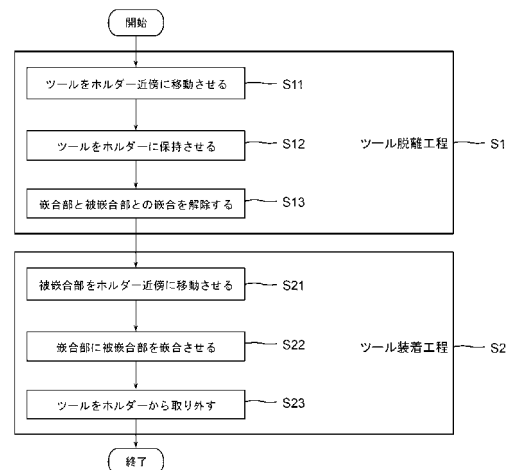 開始
ツールをホルダー近傍に移動させる
S11
ツールをホルダーに保持させる
S12
ツール脱離工程
S1
嵌合部と被嵌合部との嵌合を解除する
S13
被嵌合部をホルダー近傍に移動させる
S21
嵌合部に被嵌合部を嵌合させる
S22
ツール装着工程
S2
ツールをホルダーから取り外す
S23
終了